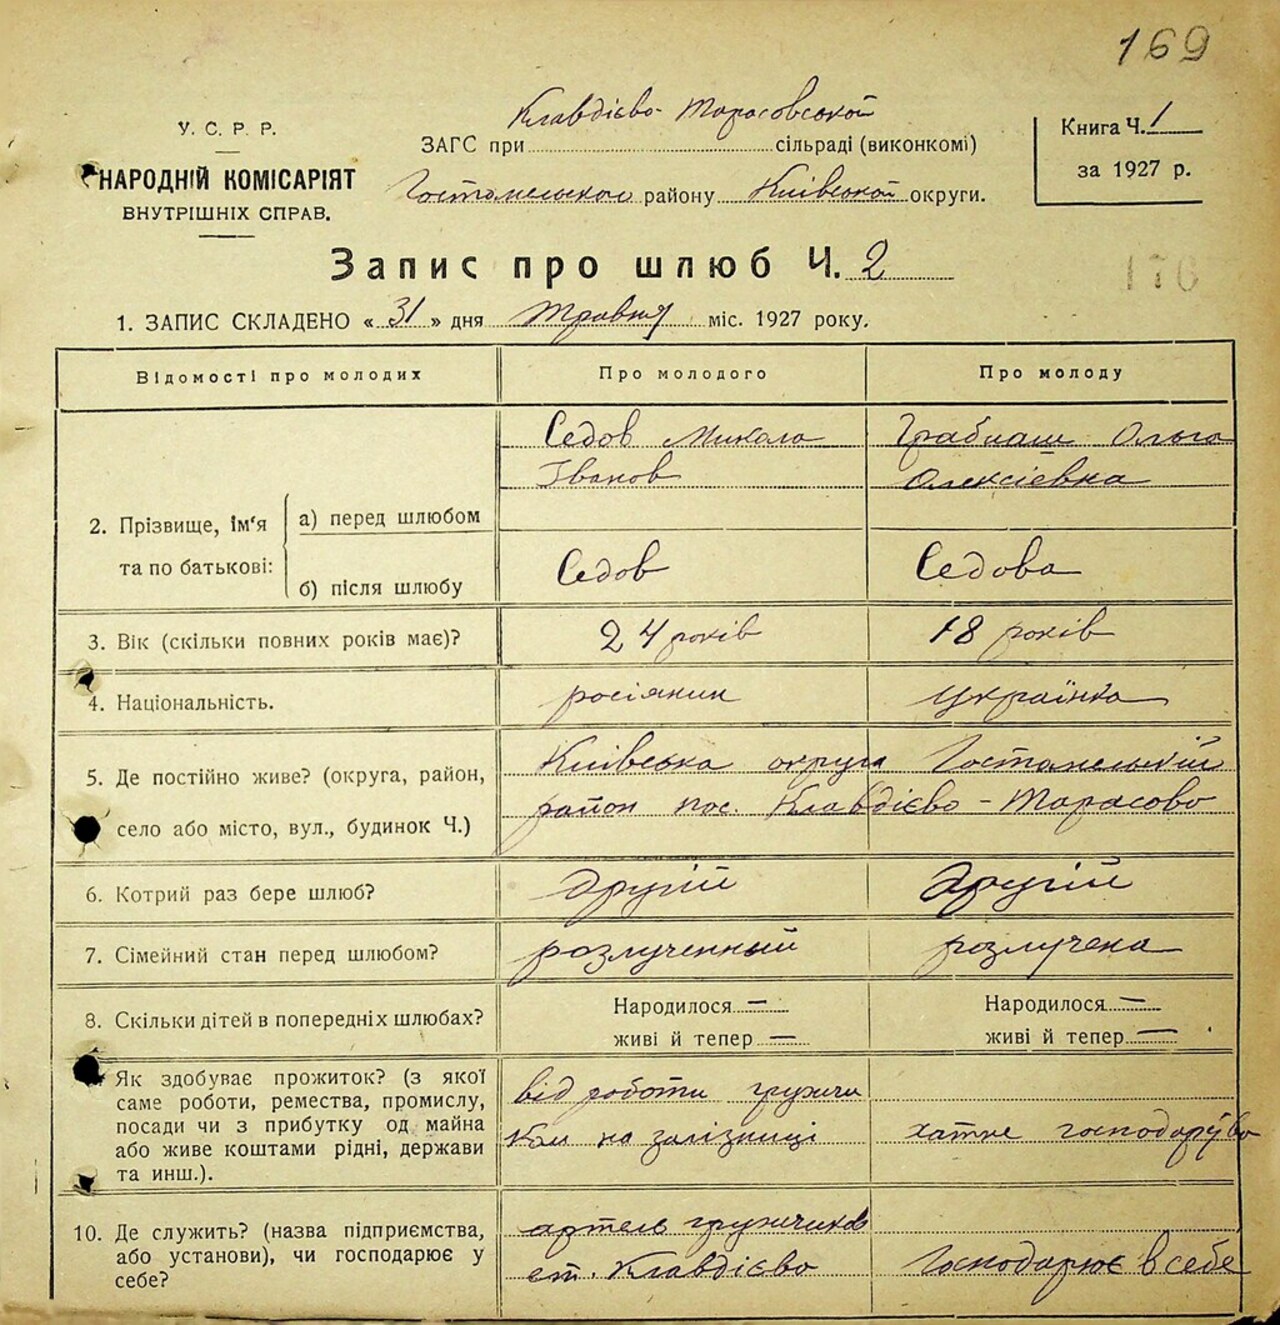 169
У. С. Р. Р.
НАРОДНІЙ КОМІСАРІЯТ
ВНУТРІШНІХ СПРАВ.
Клавдієво-Тарасовської
ЗАГС при сільраді (виконкомі)
Гостомельського району Київської округи.
Книга Ч. 1
за 1927 р.
Запис про шлюб Ч. 2
176
1. ЗАПИС СКЛАДЕНО « 31 » дня Травня міс. 1927 року.
Відомості про молодих Про молодого Про молоду
2. Прізвище, ім'я та по батькові:
а) перед шлюбом
Седов Микола
Іванов
Ольга
Олексієвна
б) після шлюбу
Седов Седова
3. Вік (скільки повних років має)? 24 років 18 років
4. Національність. росіянин українка
5. Де постійно живе? (округа, район,
село або місто, вул., будинок Ч.)
Київська округа Гостомельський
район пос. Клавдієво-Тарасово
6. Котрий раз бере шлюб? другий другий
7. Сімейний стан перед шлюбом? розлученный розлучена
8. Скільки дітей в попередніх шлюбах?
Народилося — Народилося —
живі й тепер — живі й тепер —
Як здобуває прожиток? (з якої
саме роботи, ремества, промислу,
посади чи з прибутку од майна
або живе коштами рідні, держави
та инш.).
від роботи грузчи
ком на залізниці
хатнє господарўво
10. Де служить? (назва підприємства,
або установи), чи господарює у
себе?
артель грузчиков
ст. Клавдієво
Господарює в себе